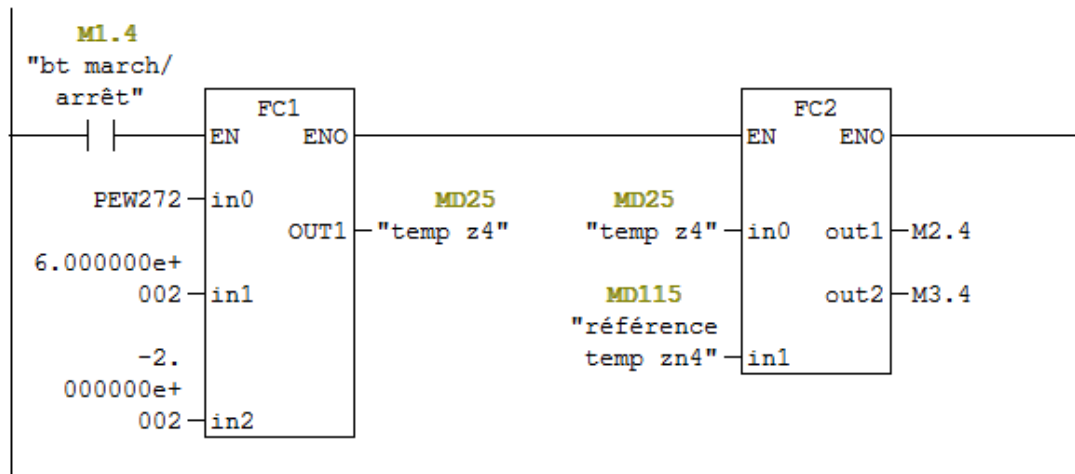 M1.4
"bt march/
arrêt"
FC1
EN ENO
PEW272 in0
OUT1
MD25
"temp z4"
6.000000e+
002 in1
-2.
000000e+
002 in2
FC2
EN ENO
MD25
"temp z4" in0
out1 M2.4
out2 M3.4
MD115
"référence
temp zn4" in1